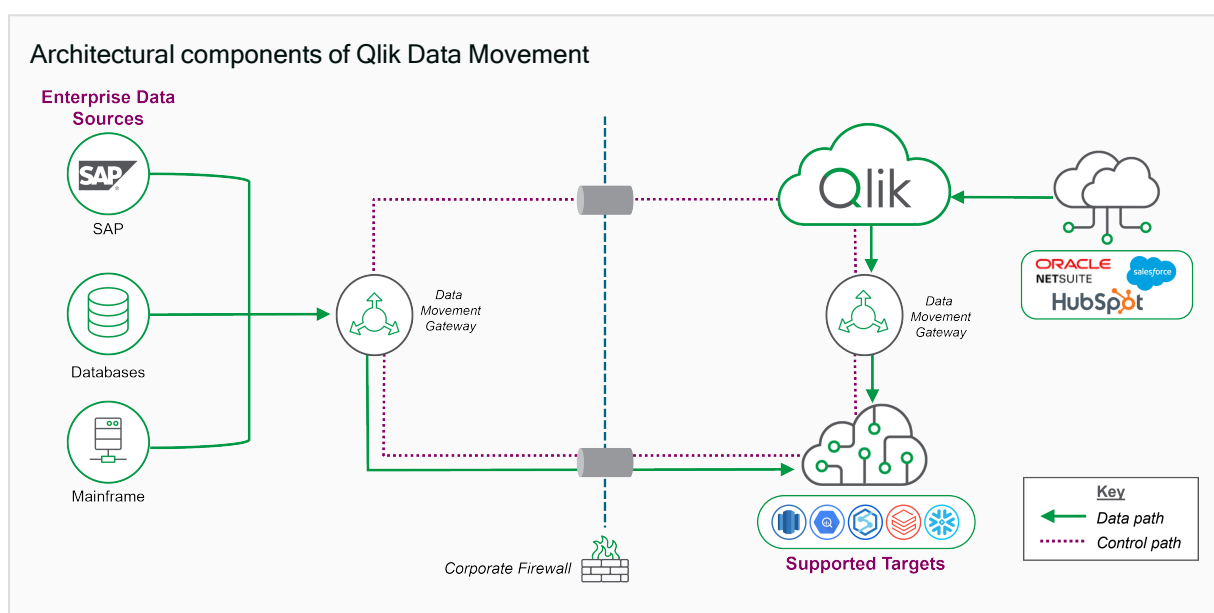 Architectural components of Qlik Data Movement
Enterprise Data
Sources
SAP
SAP
Databases
Mainframe
Data
Movement
Gateway
Qlik
Data
Movement
Gateway
ORACLE
NETSUITE
salesforce
HubSpot
Corporate Firewall
Supported Targets
Key
Data path
Control path